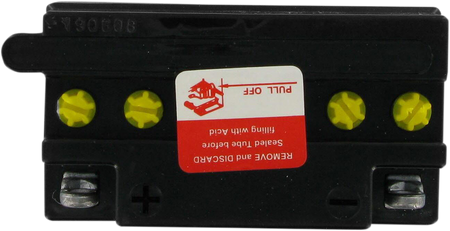 REMOVE and DISCARD
Sealed Tube before
filling with Acid
PULL OFF
+
-